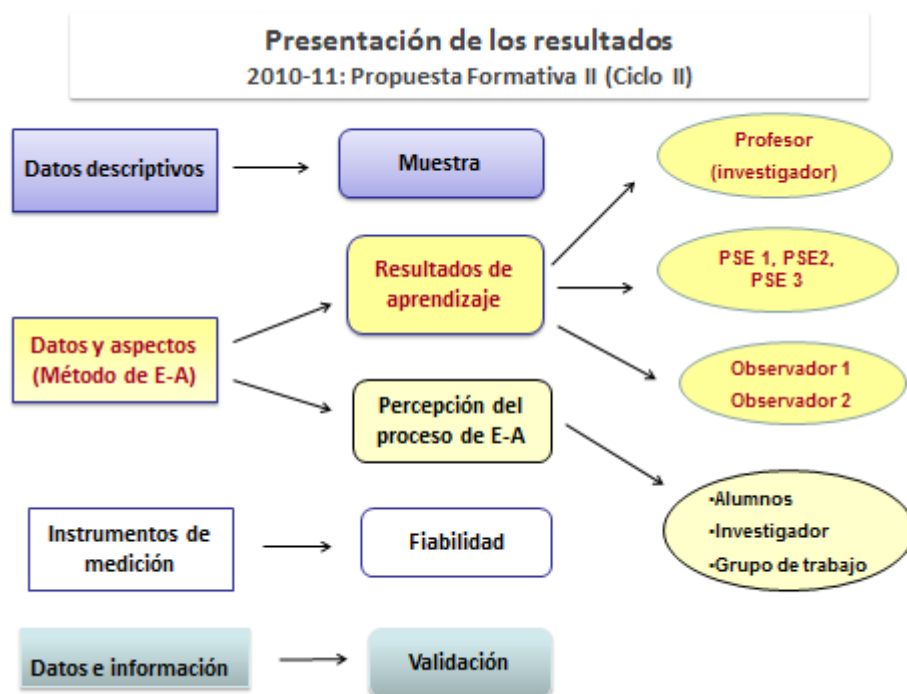 Presentación de los resultados
2010-11: Propuesta Formativa II (Ciclo II)
Datos descriptivos
Muestra
Profesor
(investigador)
Resultados de
aprendizaje
PSE 1, PSE2,
PSE 3
Datos y aspectos
(Método de E-A)
Observador 1
Observador 2
Percepción del
proceso de E-A
•Alumnos
•Investigador
•Grupo de trabajo
Instrumentos de
medición
Fiabilidad
Datos e información
Validación